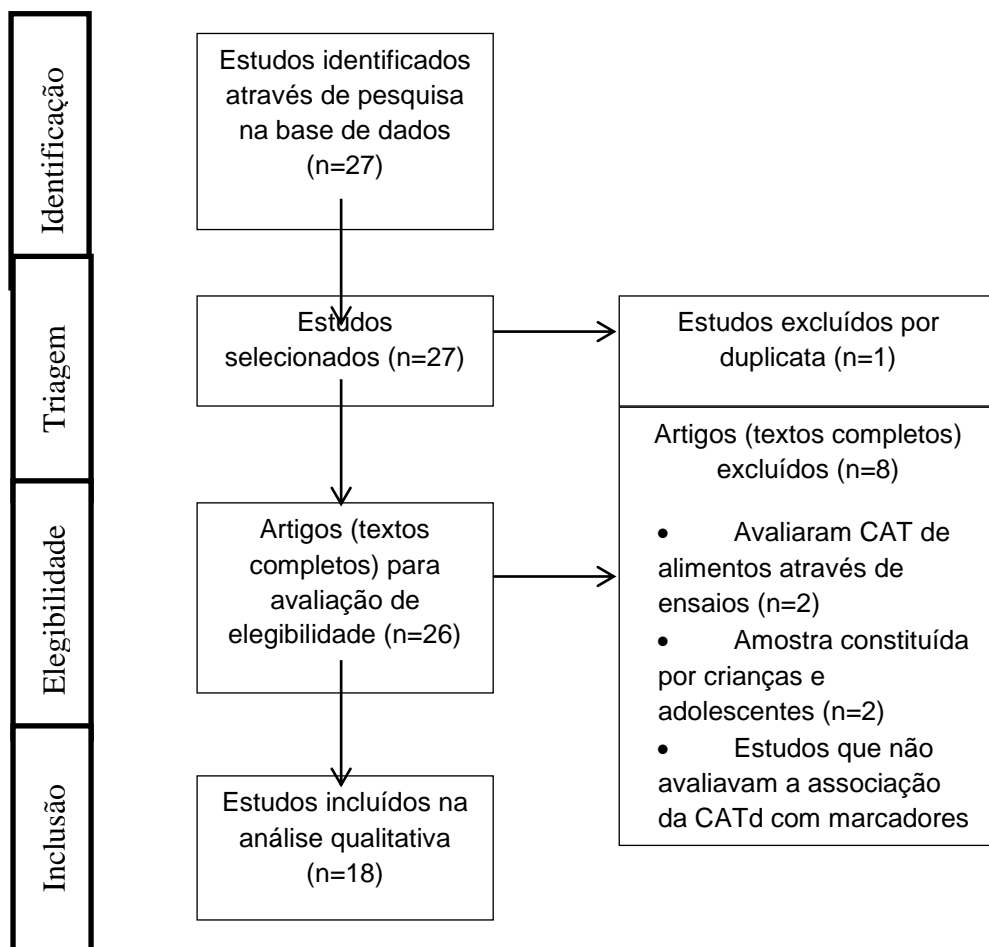 Identificação
Estudos identificados
através de pesquisa
na base de dados
(n=27)
Triagem
Estudos
selecionados (n=27)
Estudos excluídos por
duplicata (n=1)
Elegibilidade
Artigos (textos
completos) para
avaliação de
elegibilidade (n=26)
Artigos (textos completos)
excluídos (n=8)
• Avaliaram CAT de
alimentos através de
ensaios (n=2)
• Amostra constituída
por crianças e
adolescentes (n=2)
• Estudos que não
avaliavam a associação
da CATd com marcadores
Inclusão
Estudos incluídos na
análise qualitativa
(n=18)